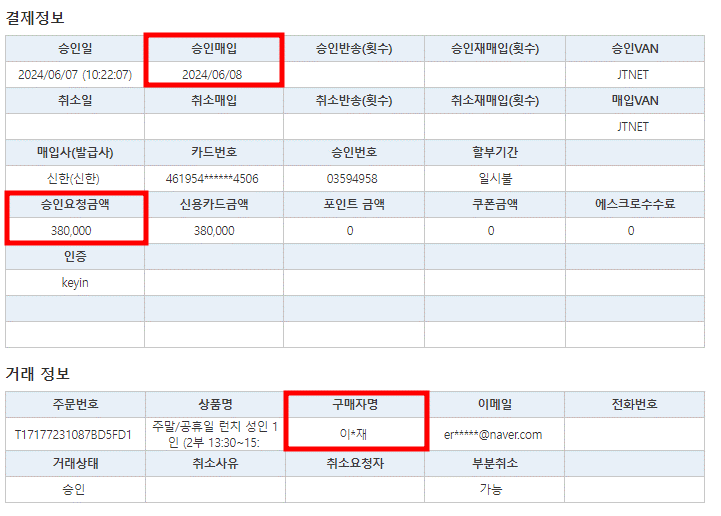 결제정보
승인일 승인매입 승인반송(횟수) 승인재매입(횟수) 승인VAN
2024/06/07 (10:22:07) 2024/06/08 JTNET
취소일 취소매입 취소반송(횟수) 취소재매입(횟수) 매입VAN
JTNET
매입사(발급사) 카드번호 승인번호 할부기간
신한(신한) 461954******4506 03594958 일시불
승인요청금액 신용카드금액 포인트 금액 쿠폰금액 에스크로수수료
380,000 380,000 0 0 0
인증
keyin
거래 정보
주문번호 상품명 구매자명 이메일 전화번호
T17177231087BD5FD1 주말/공휴일 런치 성인 1 이*재 er*****@naver.com
인 (2부 13:30~15:
거래상태 취소사유 취소요청자 부분취소
승인 가능